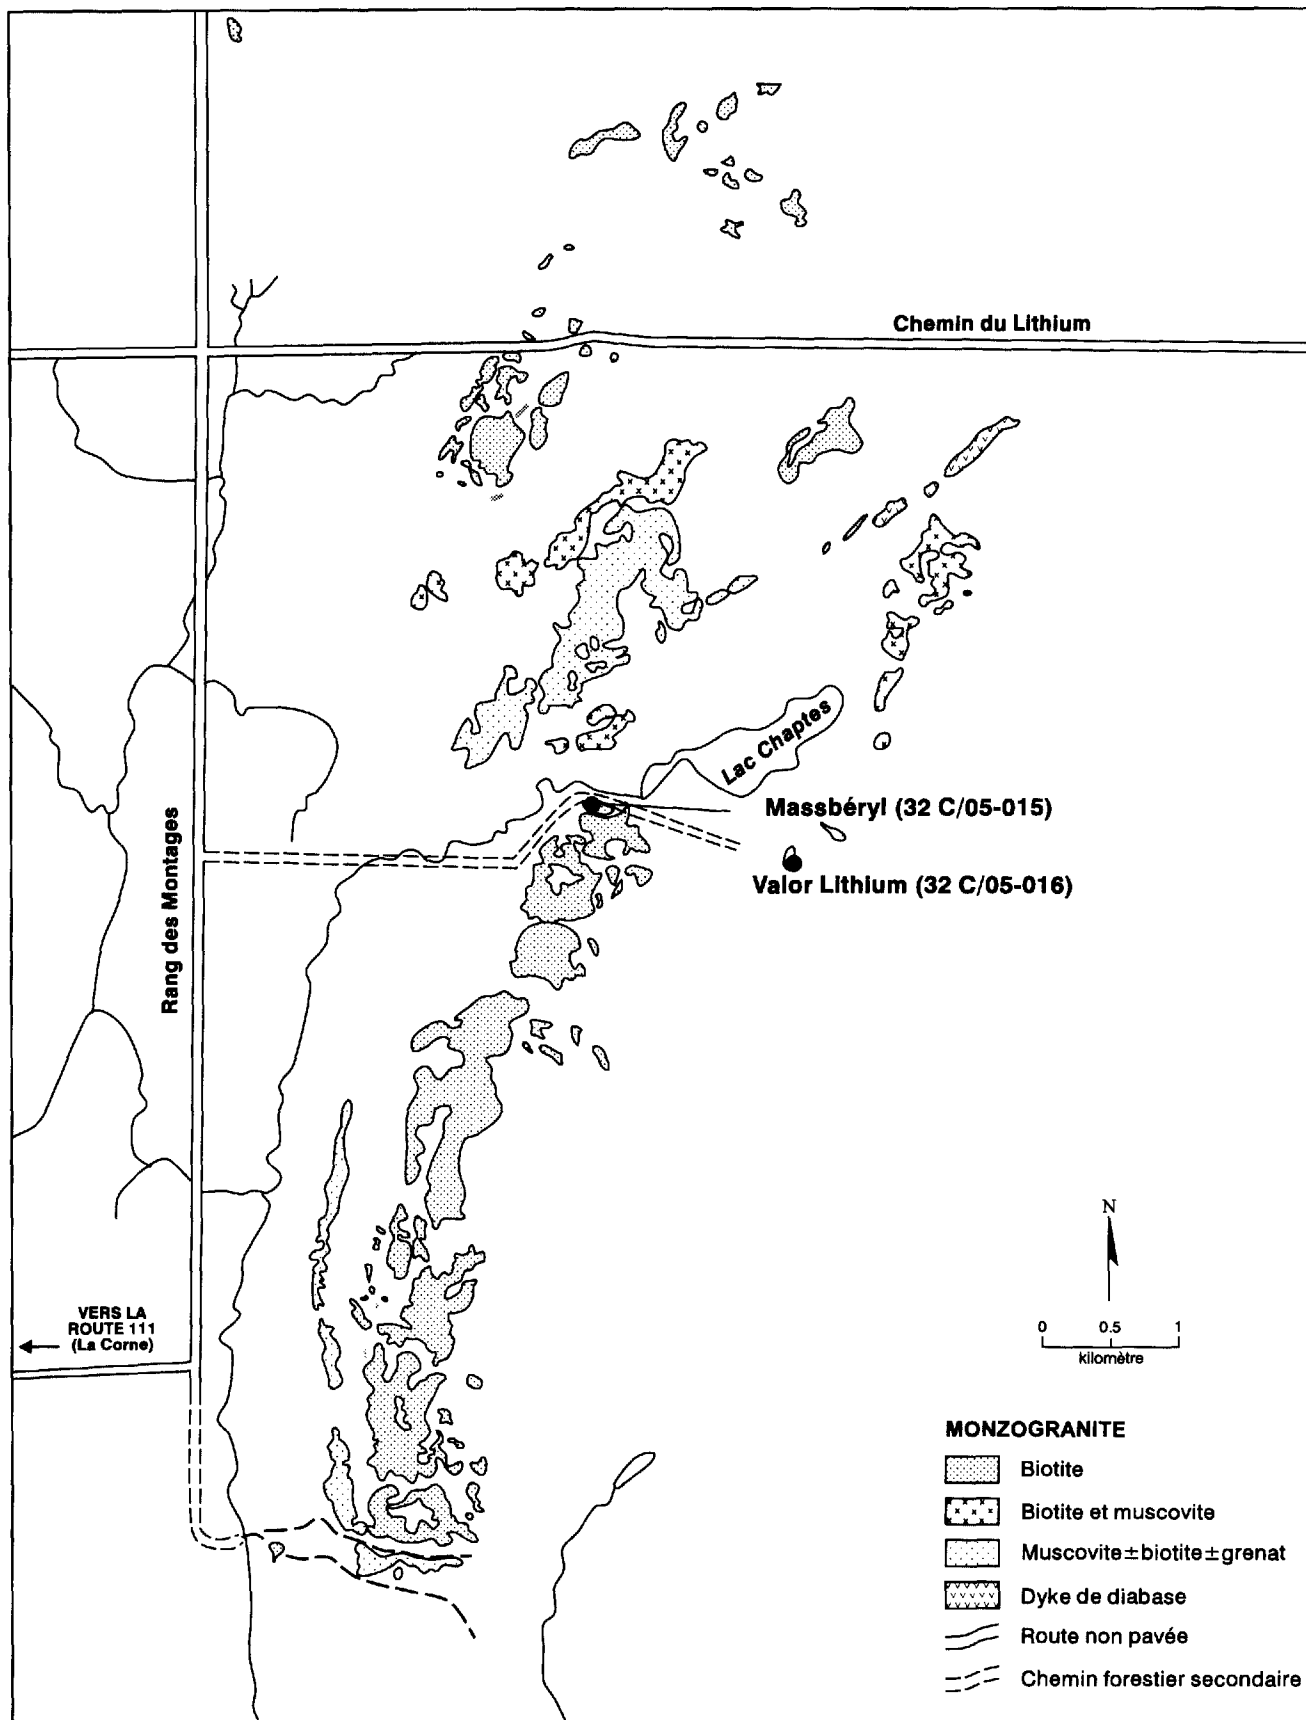 Chemin du Lithium
Lac Chaptes
Massbéryl (32 C/05-015)
Valor Lithium (32 C/05-016)
Rang des Montages
VERS LA
ROUTE 111
(La Corne)
N
0 0.5 1
kilomètre
MONZOGRANITE
Biotite
Biotite et muscovite
Muscovite±biotite±grenat
Dyke de diabase
Route non pavée
Chemin forestier secondaire